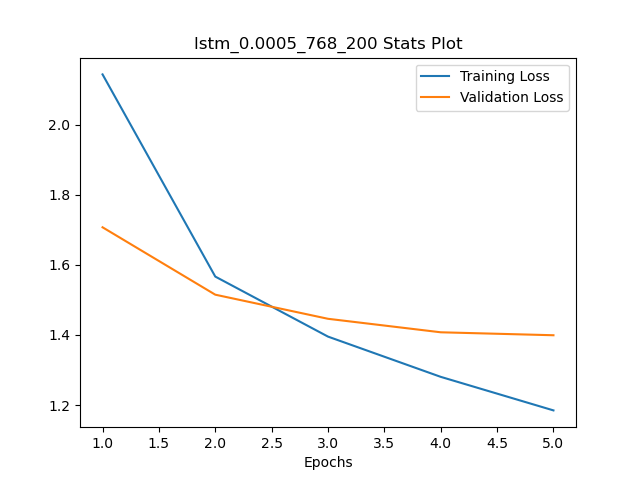 lstm_0.0005_768_200 Stats Plot
Training Loss
Validation Loss
2.0
1.8
1.6
1.4
1.2
1.0 1.5 2.0 2.5 3.0 3.5 4.0 4.5 5.0
Epochs